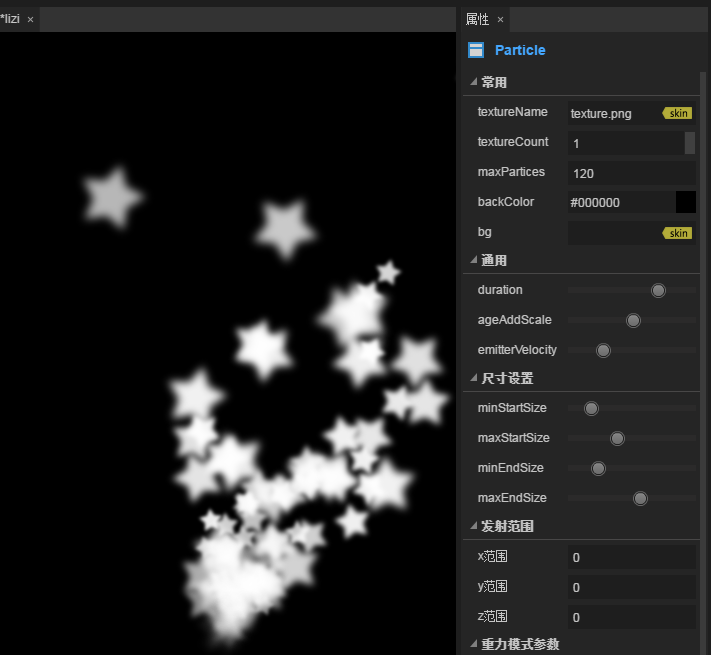 *lizi ×
属性 ×
Particle
常用
textureName texture.png skin
textureCount 1
maxPartices 120
backColor #000000
bg skin
通用
duration
ageAddScale
emitterVelocity
尺寸设置
minStartSize
maxStartSize
minEndSize
maxEndSize
发射范围
x范围 0
y范围 0
z范围 0
重力模式参数